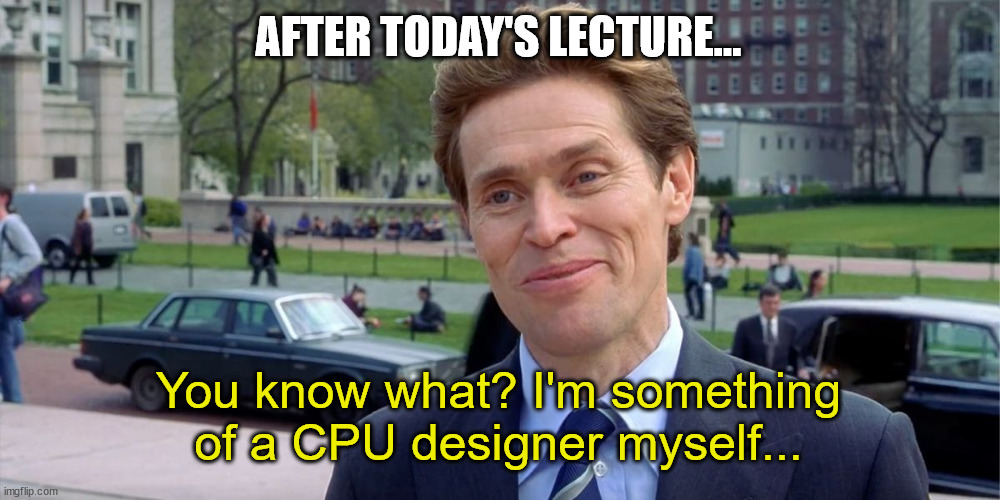 AFTER TODAY'S LECTURE...
You know what? I'm something
of a CPU designer myself...
imgflip.com